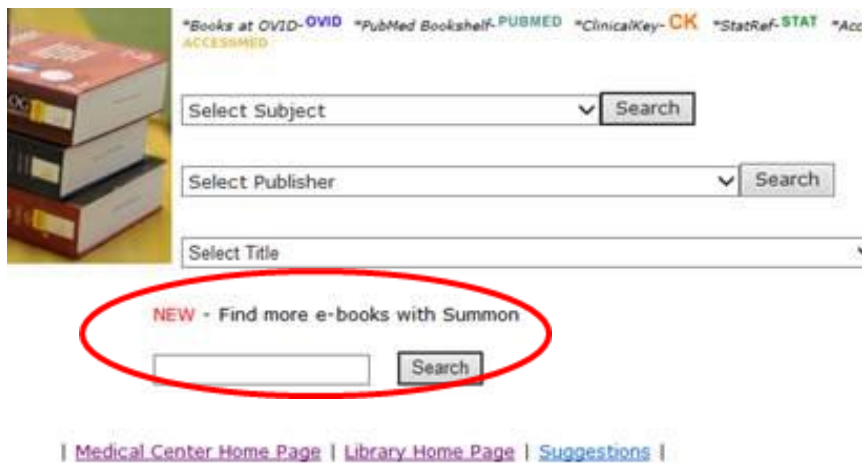 *Books at OVID-OVID *PubMed Bookshelf-PUBMED *ClinicalKey-CK *StatRef-STAT *Acc
ACCESSMED
Select Subject Search
Select Publisher Search
Select Title
NEW - Find more e-books with Summon
Search
| Medical Center Home Page | Library Home Page | Suggestions |